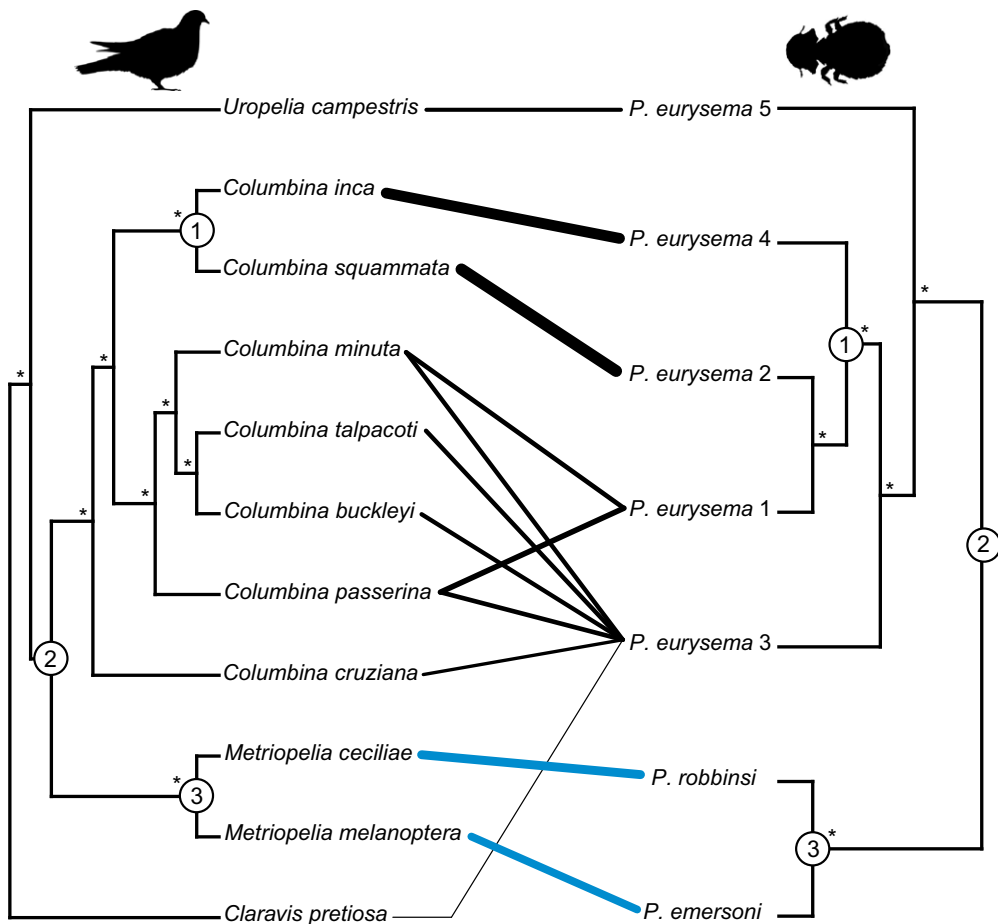 Uropelia campestris
P. eurysema 5
*
Columbina inca
* 1
P. eurysema 4
Columbina squammata
*
*
1 *
Columbina minuta
*
*
P. eurysema 2
*
Columbina talpacoti
*
*
*
*
Columbina buckleyi
P. eurysema 1
*
2
Columbina passerina
P. eurysema 3
2
Columbina cruziana
Metriopelia ceciliae
P. robbinsi
* 3
Metriopelia melanoptera
3 *
Claravis pretiosa
P. emersoni